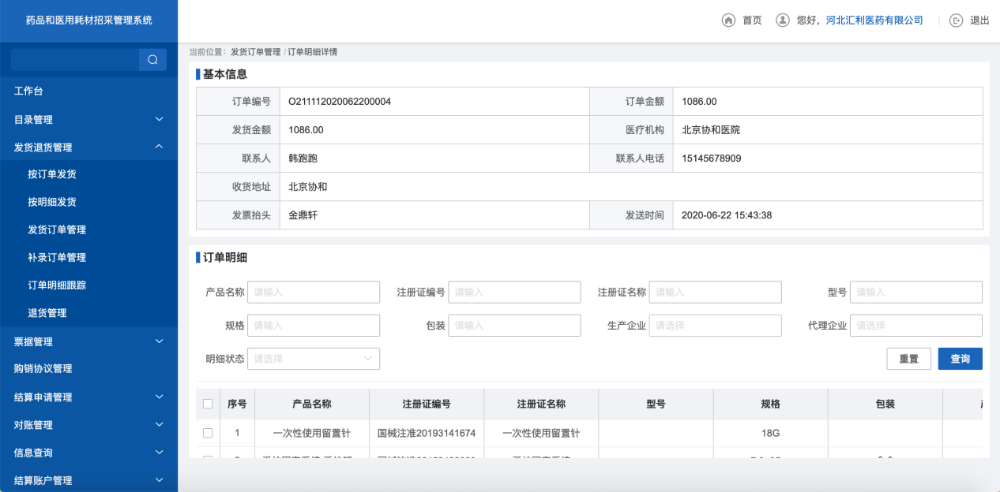 药品和医用耗材招采管理系统
首页 您好，河北汇利医药有限公司 退出
工作台
目录管理
发货退货管理
按订单发货
按明细发货
发货订单管理
补录订单管理
订单明细跟踪
退货管理
票据管理
购销协议管理
结算申请管理
对账管理
信息查询
结算账户管理
当前位置： 发货订单管理 / 订单明细详情
基本信息
订单编号 O211112020062200004 订单金额 1086.00
发货金额 1086.00 医疗机构 北京协和医院
联系人 韩跑跑 联系人电话 15145678909
收货地址 北京协和
发票抬头 金鼎轩 发送时间 2020-06-22 15:43:38
订单明细
产品名称 请输入 注册证编号 请输入 注册证名称 请输入 型号 请输入
规格 请输入 包装 请输入 生产企业 请选择 代理企业 请选择
明细状态 请选择 重置 查询
序号 产品名称 注册证编号 注册证名称 型号 规格 包装
1 一次性使用留置针 国械注准20193141674 一次性使用留置针 18G